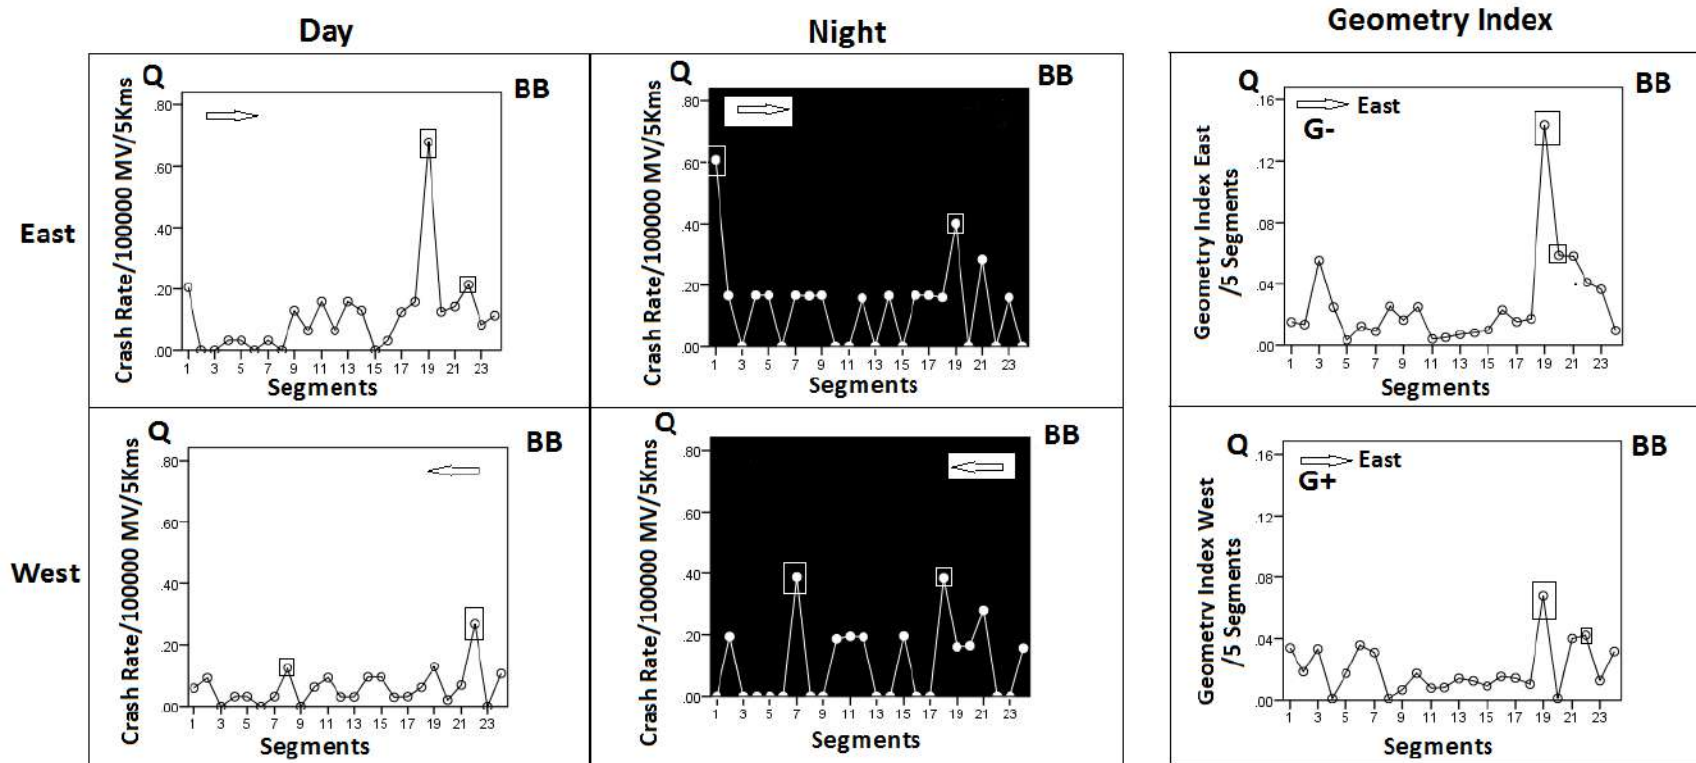 Day
Night
Geometry Index
East
West
Q
BB
Crash Rate/100000 MV/5Kms
.80
.60
.40
.20
.00
1 3 5 7 9 11 13 15 17 19 21 23
Segments
Q
BB
Crash Rate/100000 MV/5Kms
.80
.60
.40
.20
.00
1 3 5 7 9 11 13 15 17 19 21 23
Segments
Q
BB
East
G-
Geometry Index East
/5 Segments
.16
.12
.08
.04
.00
1 3 5 7 9 11 13 15 17 19 21 23
Segments
Q
BB
Crash Rate/100000 MV/5Kms
.80
.60
.40
.20
.00
1 3 5 7 9 11 13 15 17 19 21 23
Segments
Q
BB
Crash Rate/100000 MV/5Kms
.80
.60
.40
.20
.00
1 3 5 7 9 11 13 15 17 19 21 23
Segments
Q
BB
East
G+
Geometry Index West
/5 Segments
.16
.12
.08
.04
.00
1 3 5 7 9 11 13 15 17 19 21 23
Segments